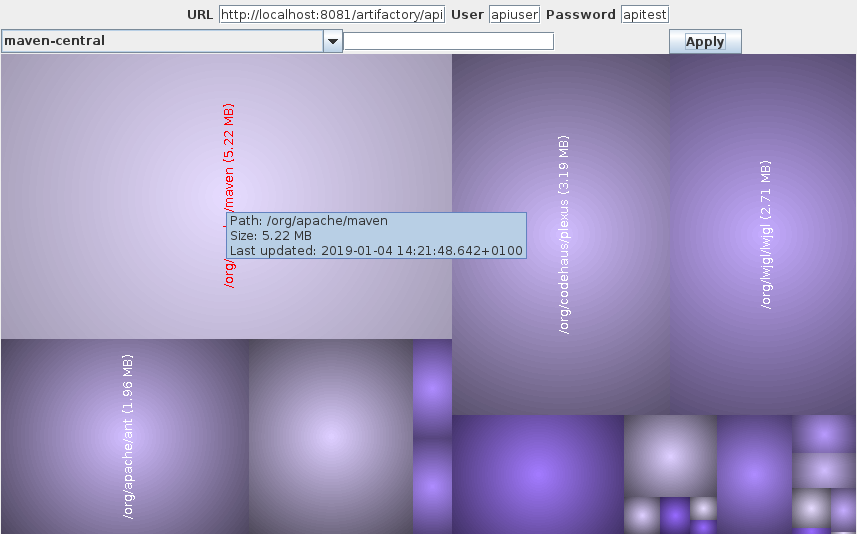 URL http://localhost:8081/artifactory/api User apiuser Password apitest
maven-central Apply
/org/ /maven (5.22 MB)
Path: /org/apache/maven
Size: 5.22 MB
Last updated: 2019-01-04 14:21:48.642+0100
/org/codehaus/plexus (3.19 MB)
/org/lwjgl/lwjgl (2.71 MB)
/org/apache/ant (1.96 MB)